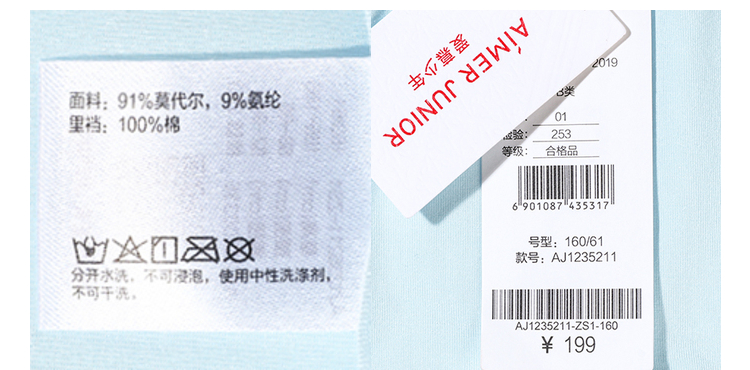 面料：91%莫代尔，9%氨纶
里裆：100%棉
分开水洗，不可浸泡，使用中性洗涤剂，
不可干洗。
AÏMER JUNIOR
爱慕少年
2019
B类
01
检验：253
等级：合格品
6 901087 435317
号型：160/61
款号：AJ1235211
AJ1235211-ZS1-160
¥ 199